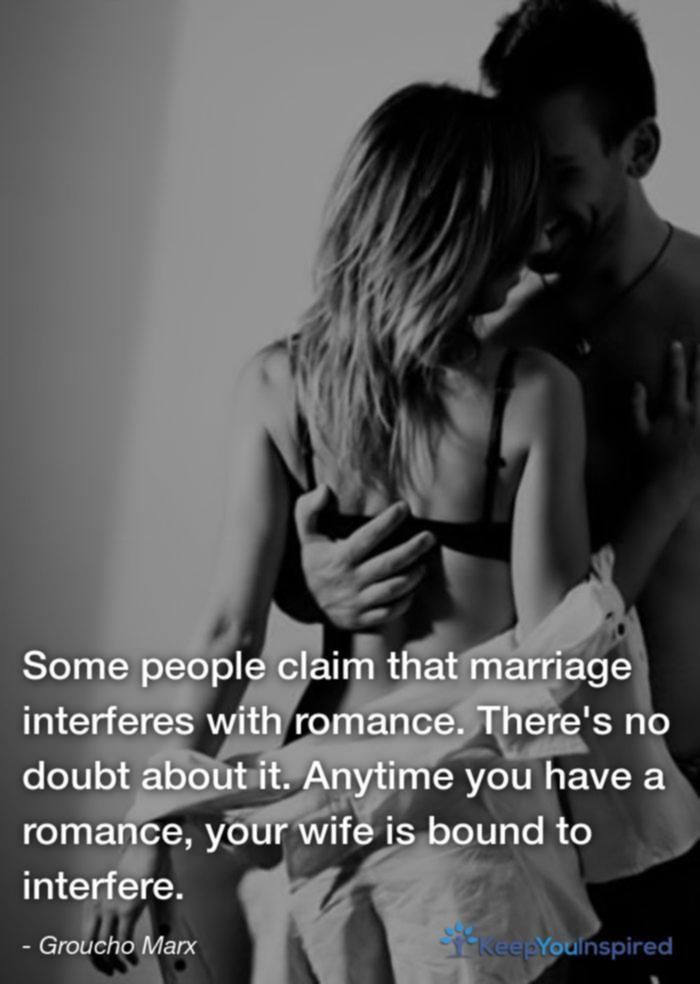 Some people claim that marriage
interferes with romance. There's no
doubt about it. Anytime you have a
romance, your wife is bound to
interfere.
- Groucho Marx
KeepYouInspired